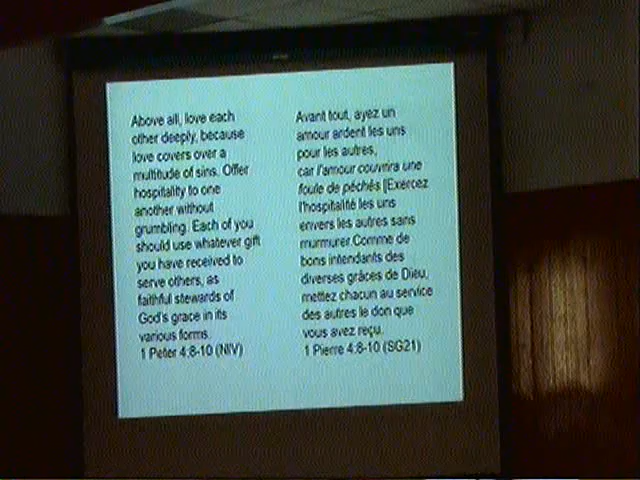 Above all, love each
other deeply, because
love covers over a
multitude of sins. Offer
hospitality to one
another without
grumbling. Each of you
should use whatever gift
you have received to
serve others, as
faithful stewards of
God's grace in its
various forms.
1 Peter 4:8-10 (NIV)
Avant tout, ayez un
amour ardent les uns
pour les autres,
car l'amour couvrira une
foule de péchés [Exercez
l'hospitalité les uns
envers les autres sans
murmurer.Comme de
bons intendants des
diverses grâces de Dieu,
mettez chacun au service
des autres le don que
vous avez reçu.
1 Pierre 4:8-10 (SG21)